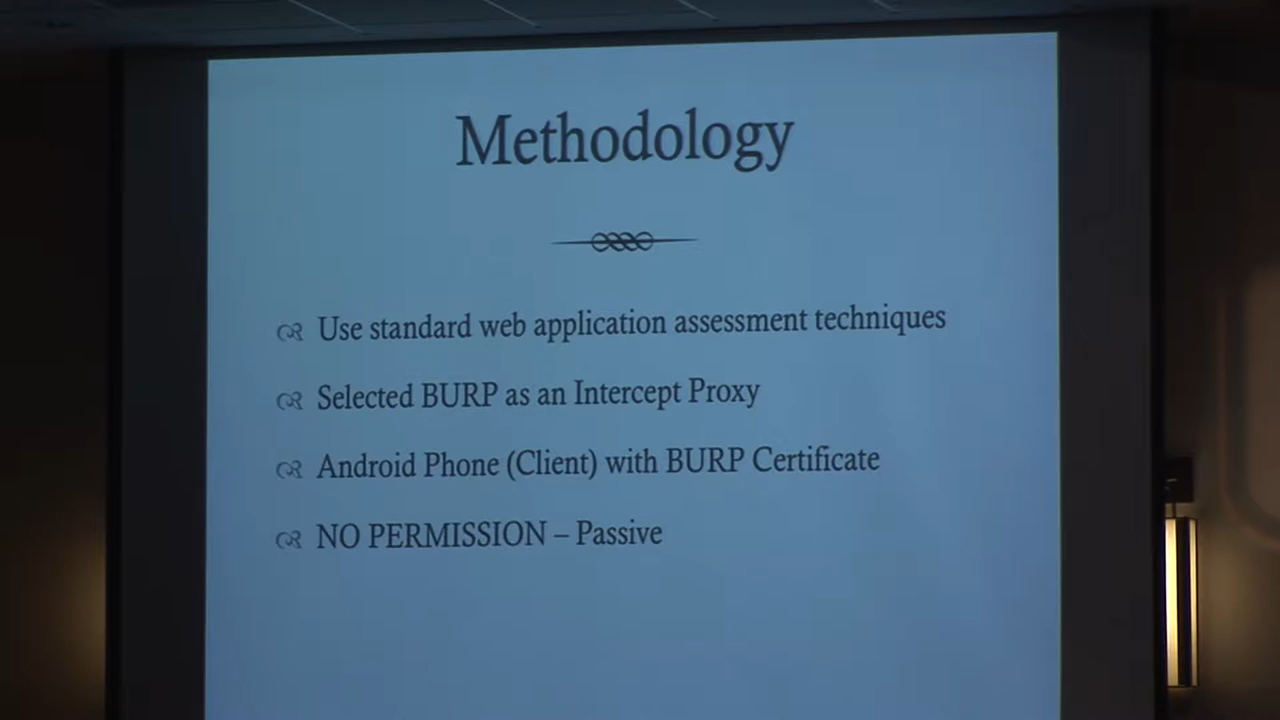 Methodology
Use standard web application assessment techniques
Selected BURP as an Intercept Proxy
Android Phone (Client) with BURP Certificate
NO PERMISSION – Passive